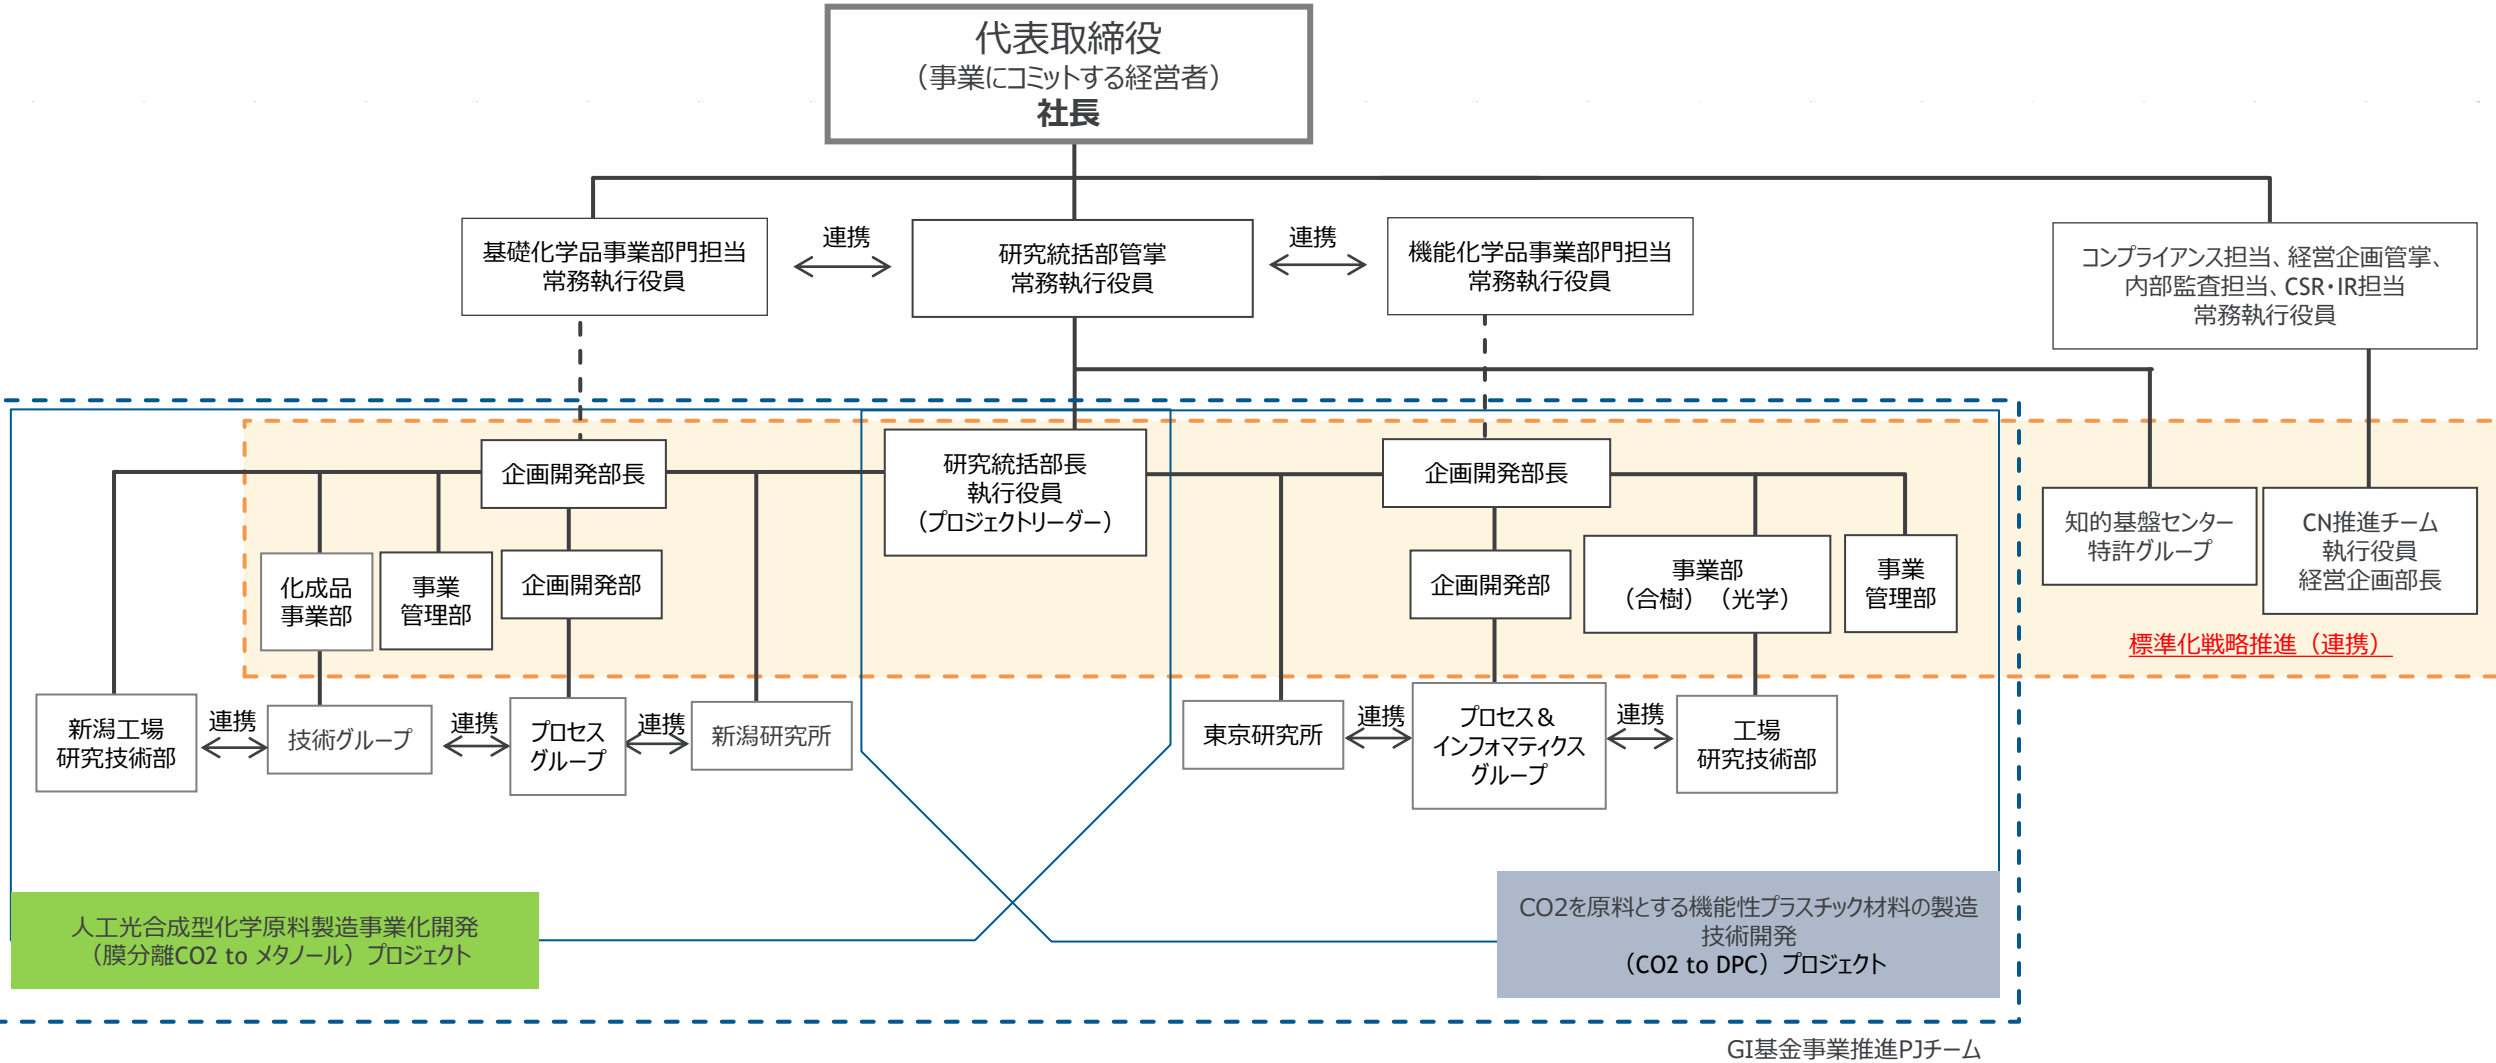 代表取締役
（事業にコミットする経営者）
社長
基礎化学品事業部門担当
常務執行役員
連携
研究統括部管掌
常務執行役員
連携
機能化学品事業部門担当
常務執行役員
コンプライアンス担当、経営企画管掌、
内部監査担当、CSR・IR担当
常務執行役員
企画開発部長
研究統括部長
執行役員
（プロジェクトリーダー）
企画開発部長
化成品
事業部
事業
管理部
企画開発部
企画開発部
事業部
（合樹）（光学）
事業
管理部
知的基盤センター
特許グループ
CN推進チーム
執行役員
経営企画部長
標準化戦略推進（連携）
新潟工場
研究技術部
連携
技術グループ
連携
プロセス
グループ
連携
新潟研究所
東京研究所
連携
プロセス＆
インフォマティクス
グループ
連携
工場
研究技術部
人工光合成型化学原料製造事業化開発
（膜分離CO2 to メタノール）プロジェクト
CO2を原料とする機能性プラスチック材料の製造
技術開発
（CO2 to DPC）プロジェクト
GI基金事業推進PJチーム